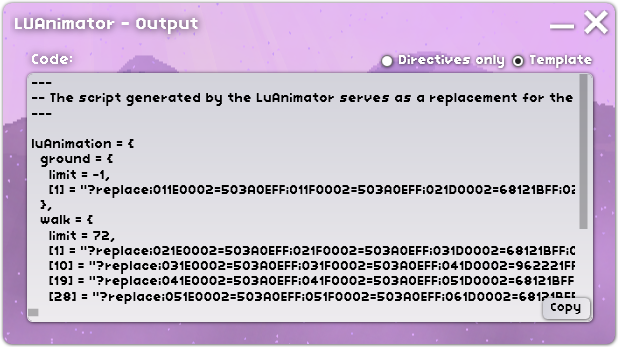 LUAnimator - Output
Code:
Directives only
Template
---
-- The script generated by the LuAnimator serves as a replacement for the
---
luAnimation = {
ground = {
limit = -1,
[1] = "?replace;011E0002=503A0EFF;011F0002=503A0EFF;021D0002=68121BFF;02
},
walk = {
limit = 72,
[1] = "?replace;021E0002=503A0EFF;021F0002=503A0EFF;031D0002=68121BFF;0
[10] = "?replace;031E0002=503A0EFF;031F0002=503A0EFF;041D0002=962221FF
[19] = "?replace;041E0002=503A0EFF;041F0002=503A0EFF;051D0002=68121BFF
[28] = "?replace;051E0002=503A0EFF;051F0002=503A0EFF;061D0002=68121BFF
Copy